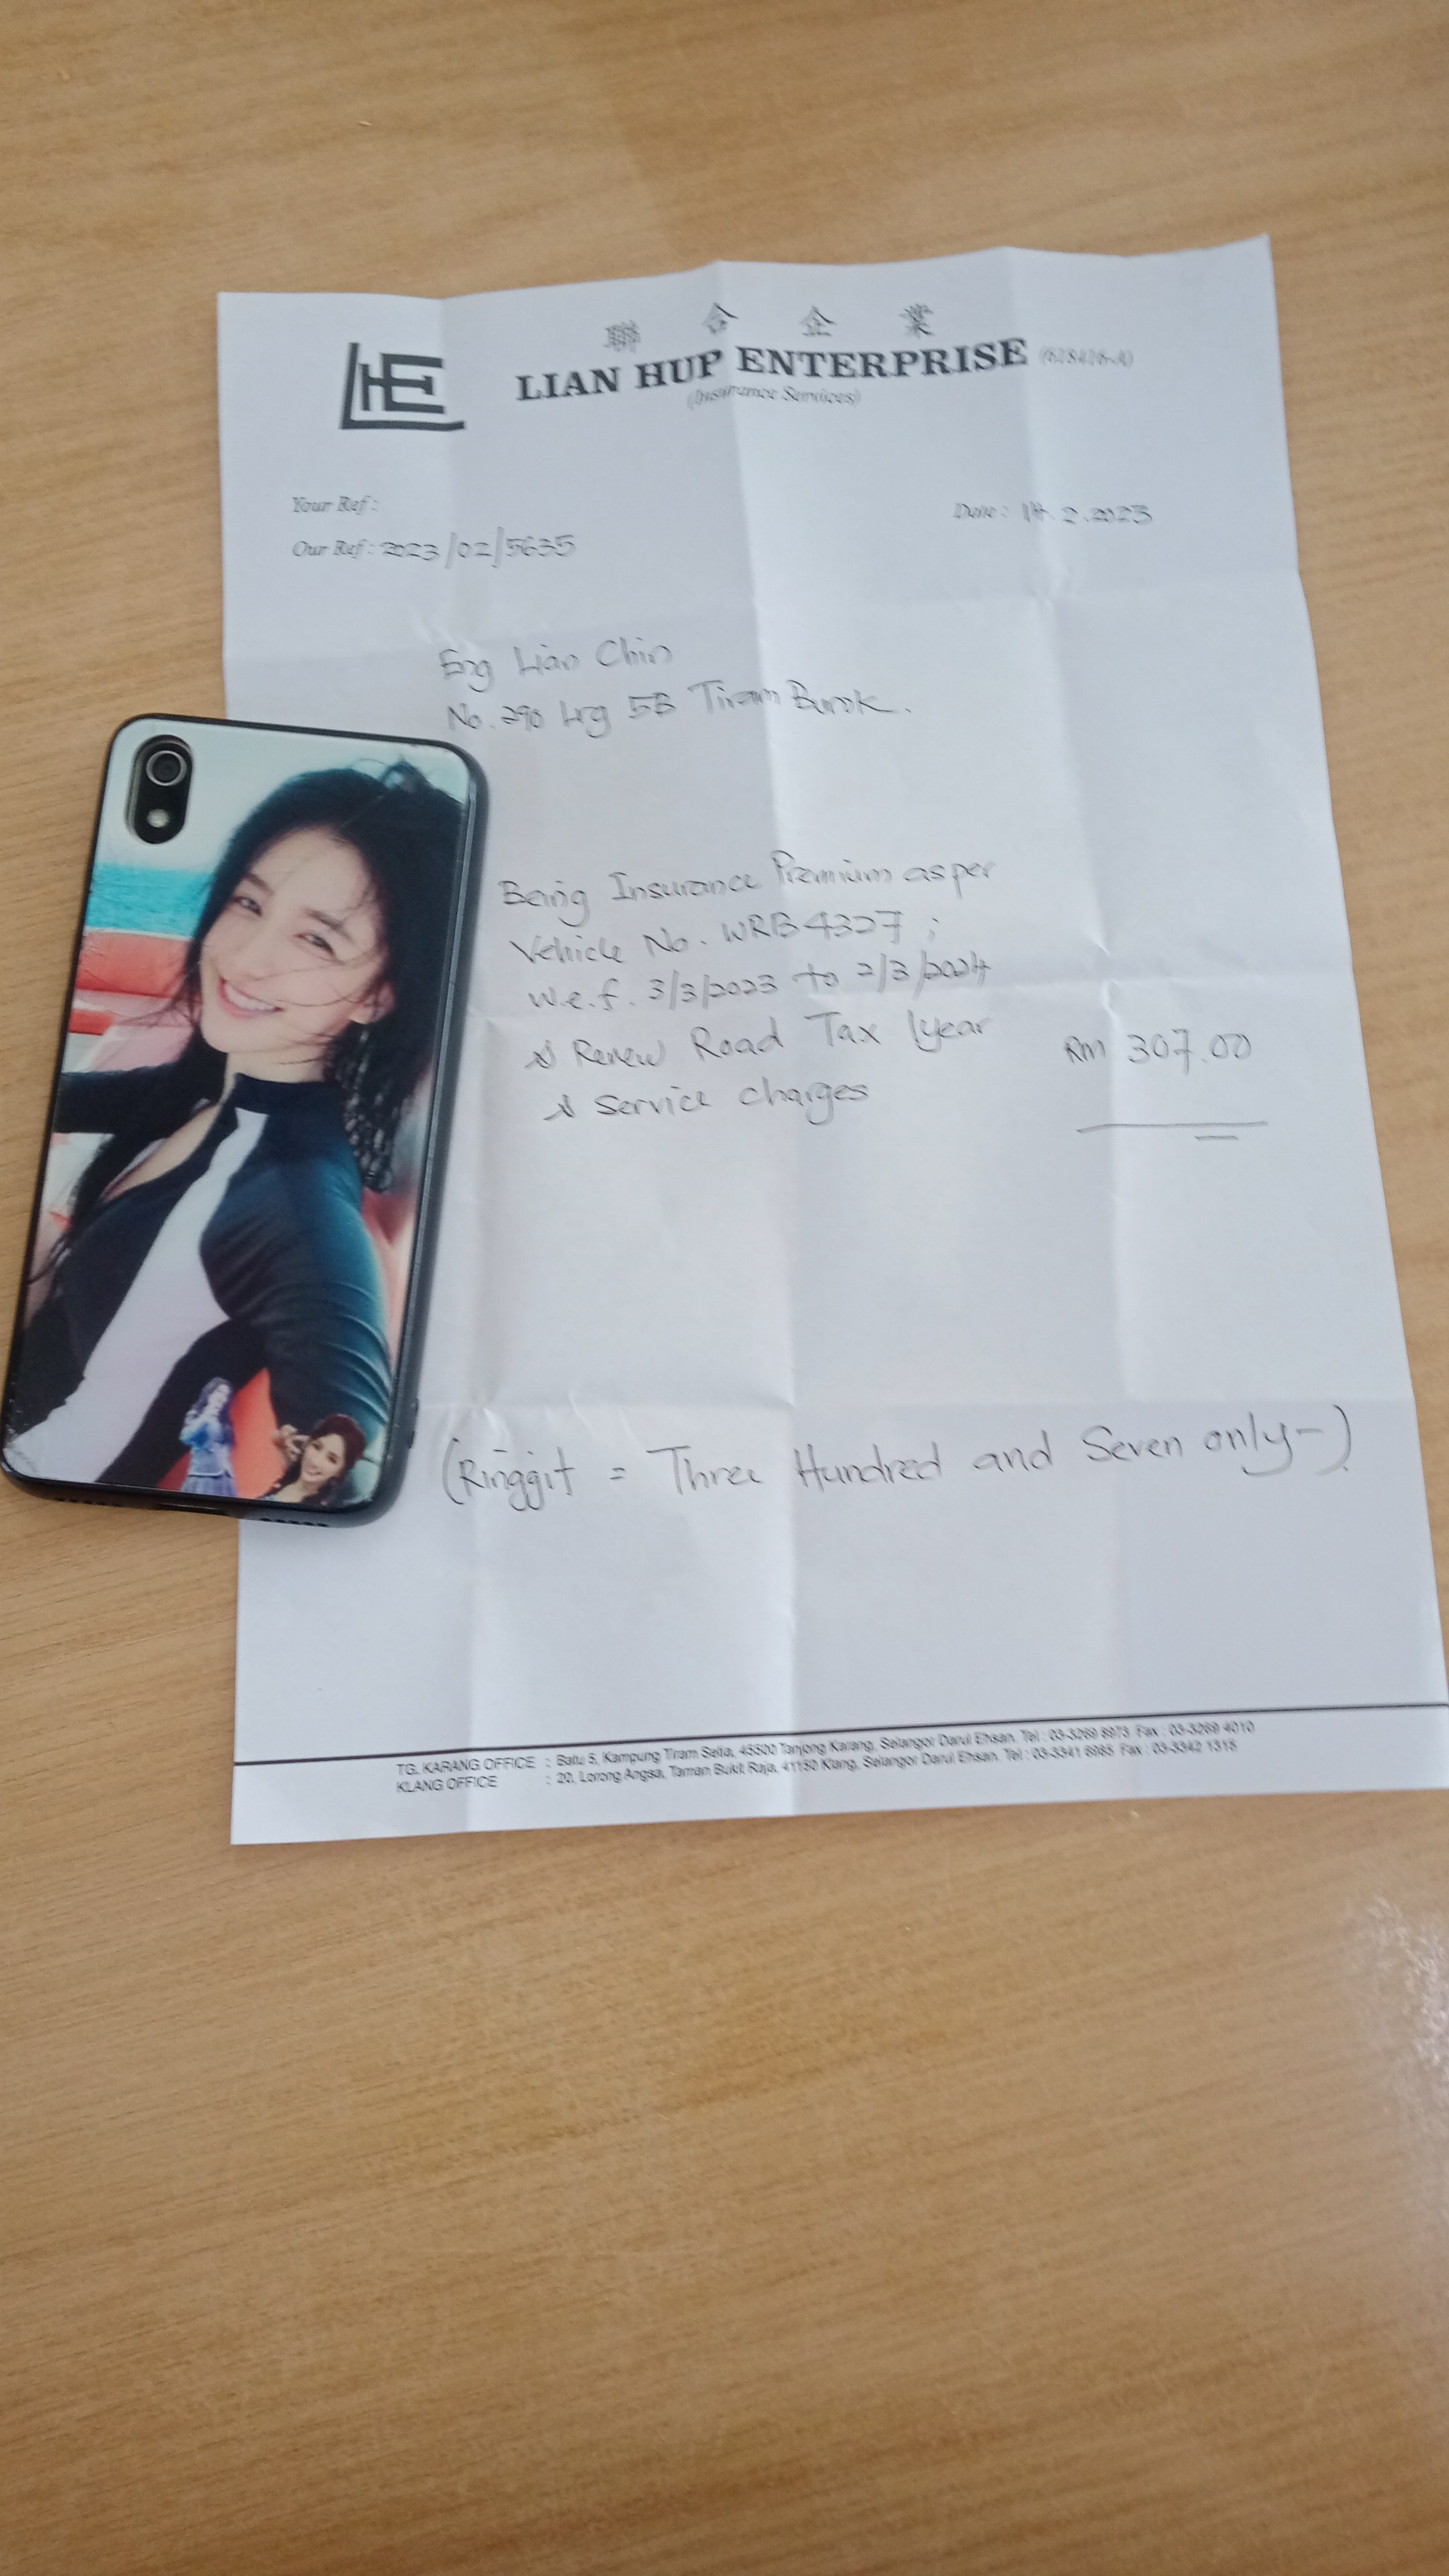 聯 合 企 業
LHE
LIAN HUP ENTERPRISE (618416-A)
(Insurance Services)
Your Ref :
Date : 14.2.2023
Our Ref : 2023/02/5635
Eng Lian Chin
No. 290 Lrg 5B Tiram Burok.
Being Insurance Premium as per
Vehicle No. WRB 4327 ;
w.e.f. 3/3/2023 to 2/3/2024
Renew Road Tax 1year RM 307.00
Service charges
(Ringgit = Three Hundred and Seven only-)
TG. KARANG OFFICE : Batu 5, Kampung Tiram Setia, 45500 Tanjong Karang, Selangor Darul Ehsan. Tel : 03-3269 8973 Fax : 03-3269 4010
KLANG OFFICE : 20, Lorong Angsa, Taman Bukit Raja, 41150 Klang, Selangor Darul Ehsan. Tel : 03-3341 6985 Fax : 03-3342 1315